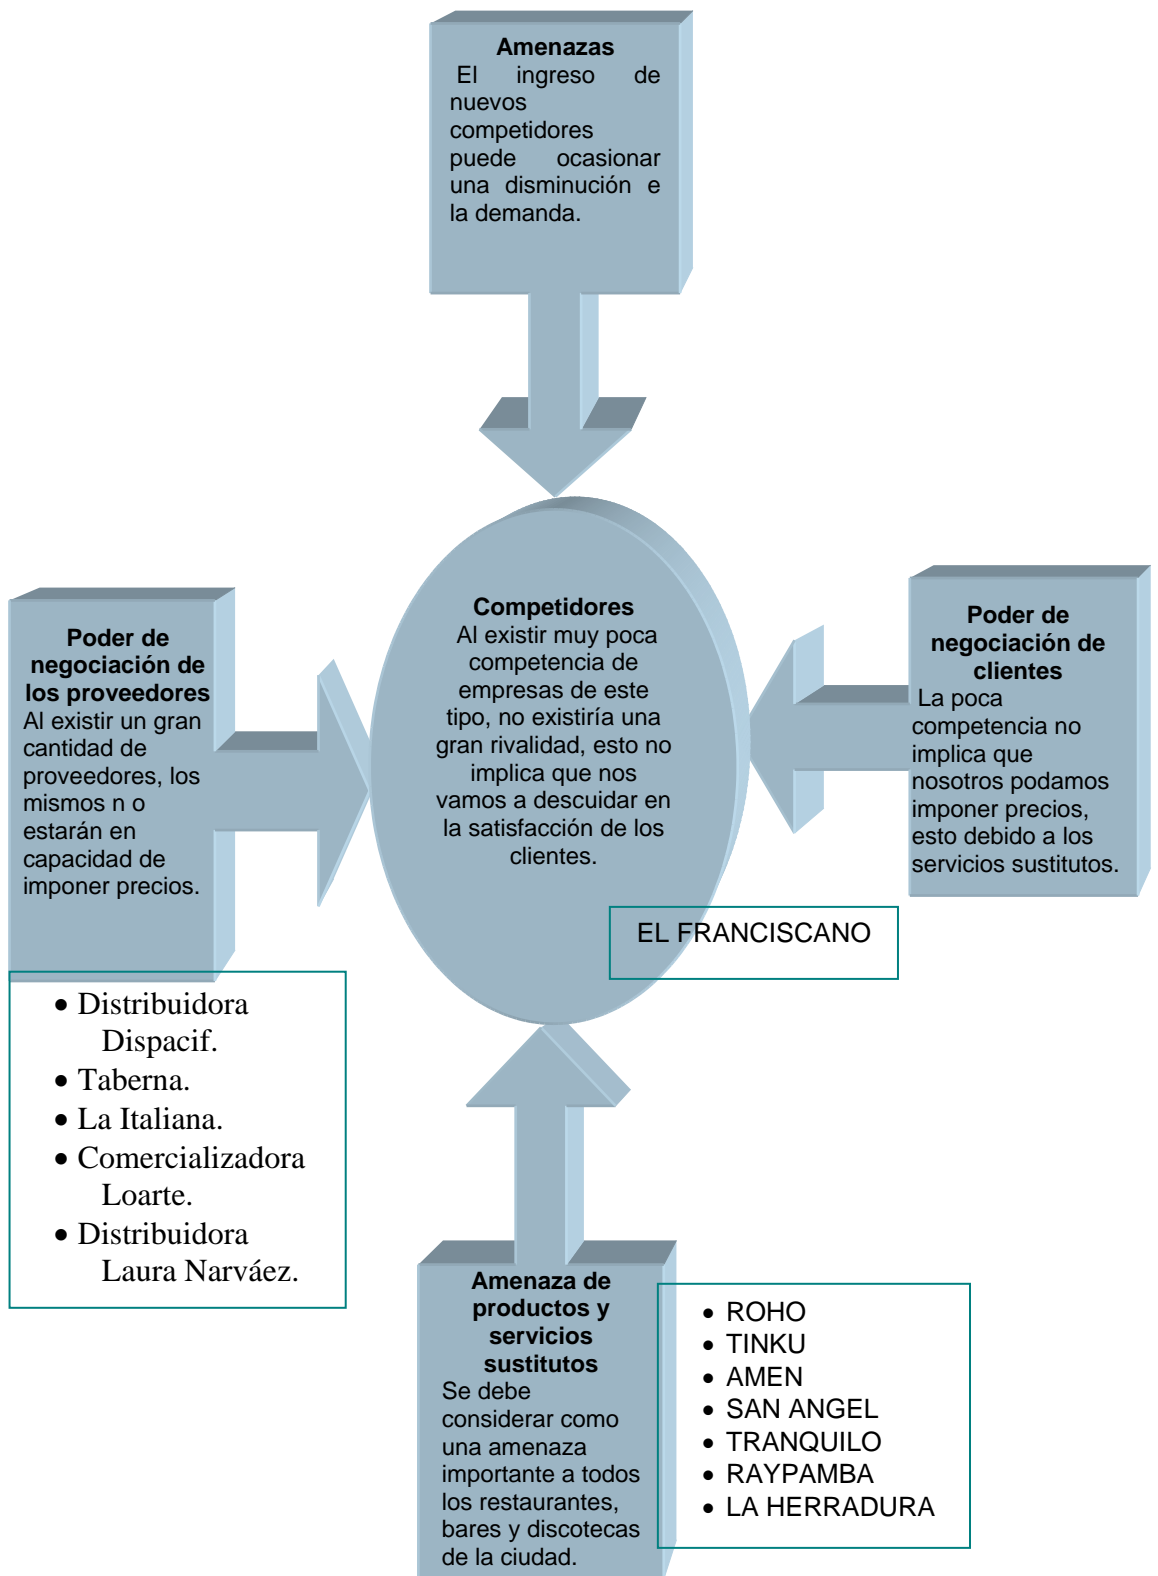 Amenazas
El ingreso de
nuevos
competidores
puede ocasionar
una disminución e
la demanda.
Poder de
negociación de
los proveedores
Al existir un gran
cantidad de
proveedores, los
mismos n o
estarán en
capacidad de
imponer precios.
Competidores
Al existir muy poca
competencia de
empresas de este
tipo, no existiría una
gran rivalidad, esto no
implica que nos
vamos a descuidar en
la satisfacción de los
clientes.
Poder de
negociación de
clientes
La poca
competencia no
implica que
nosotros podamos
imponer precios,
esto debido a los
servicios sustitutos.
EL FRANCISCANO
• Distribuidora
Dispacif.
• Taberna.
• La Italiana.
• Comercializadora
Loarte.
• Distribuidora
Laura Narváez.
Amenaza de
productos y
servicios
sustitutos
Se debe
considerar como
una amenaza
importante a todos
los restaurantes,
bares y discotecas
de la ciudad.
• ROHO
• TINKU
• AMEN
• SAN ANGEL
• TRANQUILO
• RAYPAMBA
• LA HERRADURA